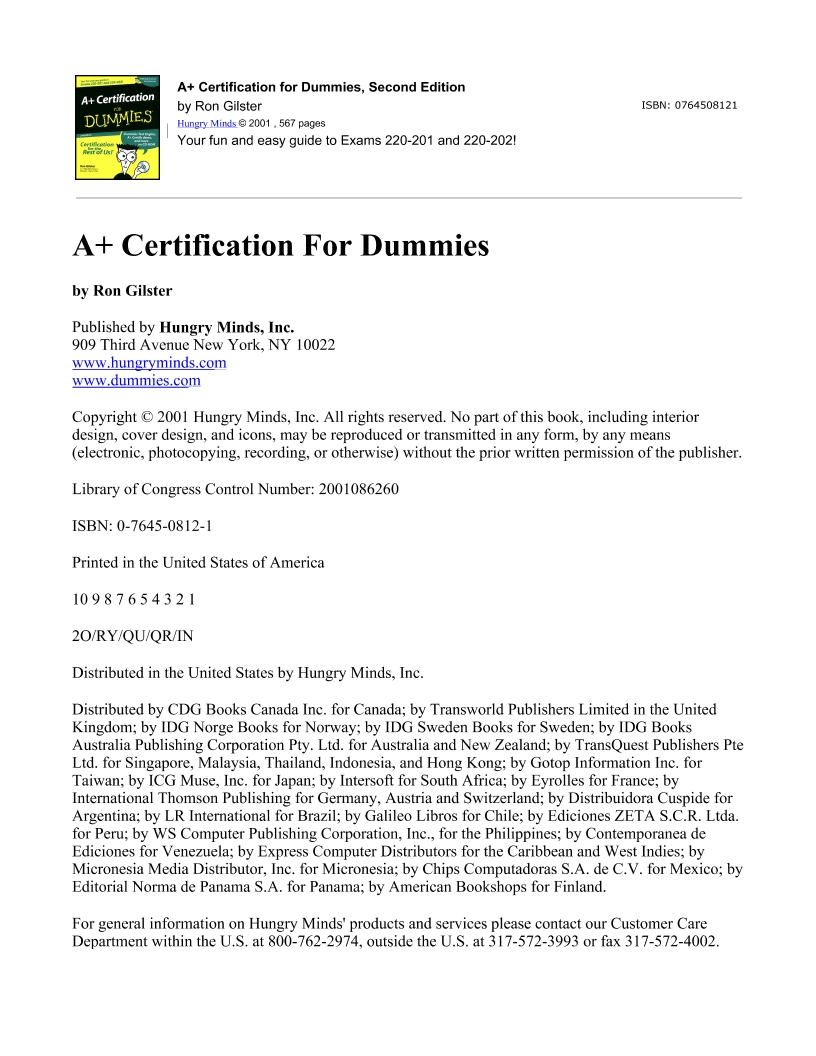 A+ Certification
FOR
DUMMIES
Certification
for the
Rest of Us!
A+ Certification for Dummies, Second Edition
by Ron Gilster
ISBN: 0764508121
Hungry Minds © 2001 , 567 pages
Your fun and easy guide to Exams 220-201 and 220-202!
A+ Certification For Dummies
by Ron Gilster
Published by Hungry Minds, Inc.
909 Third Avenue New York, NY 10022
www.hungryminds.com
www.dummies.com
Copyright © 2001 Hungry Minds, Inc. All rights reserved. No part of this book, including interior
design, cover design, and icons, may be reproduced or transmitted in any form, by any means
(electronic, photocopying, recording, or otherwise) without the prior written permission of the publisher.
Library of Congress Control Number: 2001086260
ISBN: 0-7645-0812-1
Printed in the United States of America
10 9 8 7 6 5 4 3 2 1
2O/RY/QU/QR/IN
Distributed in the United States by Hungry Minds, Inc.
Distributed by CDG Books Canada Inc. for Canada; by Transworld Publishers Limited in the United
Kingdom; by IDG Norge Books for Norway; by IDG Sweden Books for Sweden; by IDG Books
Australia Publishing Corporation Pty. Ltd. for Australia and New Zealand; by TransQuest Publishers Pte
Ltd. for Singapore, Malaysia, Thailand, Indonesia, and Hong Kong; by Gotop Information Inc. for
Taiwan; by ICG Muse, Inc. for Japan; by Intersoft for South Africa; by Eyrolles for France; by
International Thomson Publishing for Germany, Austria and Switzerland; by Distribuidora Cuspide for
Argentina; by LR International for Brazil; by Galileo Libros for Chile; by Ediciones ZETA S.C.R. Ltda.
for Peru; by WS Computer Publishing Corporation, Inc., for the Philippines; by Contemporanea de
Ediciones for Venezuela; by Express Computer Distributors for the Caribbean and West Indies; by
Micronesia Media Distributor, Inc. for Micronesia; by Chips Computadoras S.A. de C.V. for Mexico; by
Editorial Norma de Panama S.A. for Panama; by American Bookshops for Finland.
For general information on Hungry Minds' products and services please contact our Customer Care
Department within the U.S. at 800-762-2974, outside the U.S. at 317-572-3993 or fax 317-572-4002.